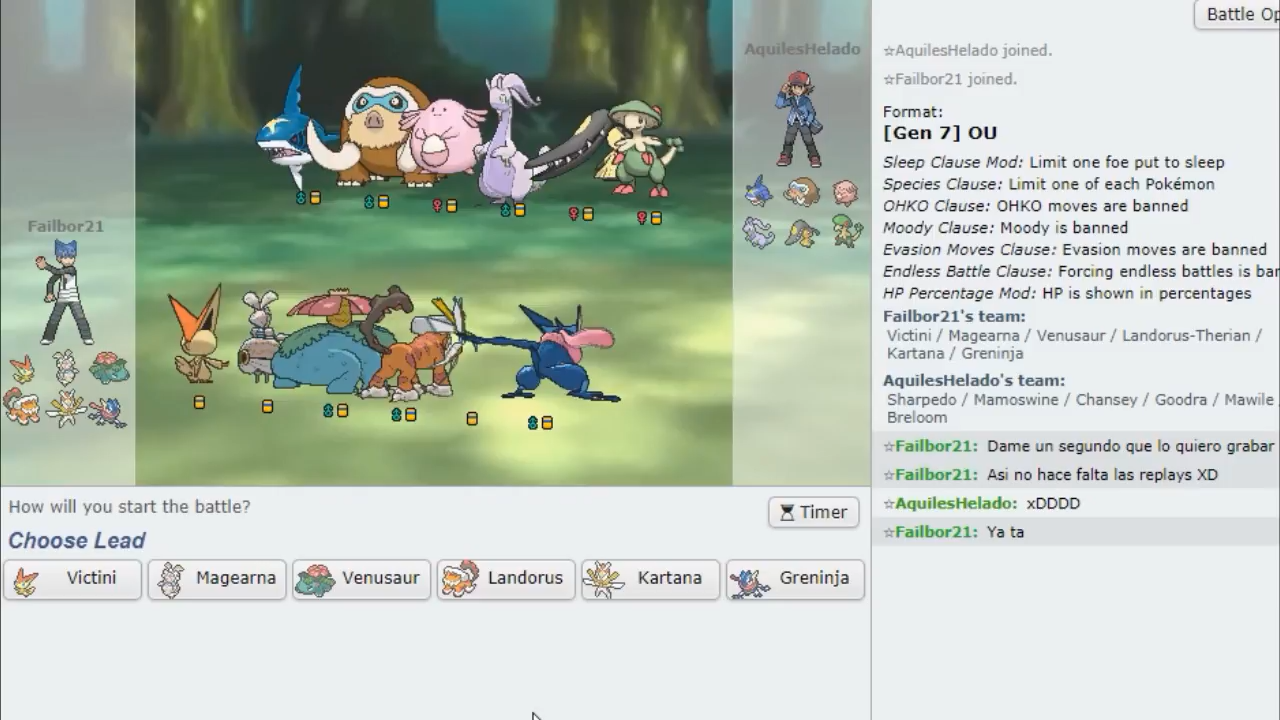 Battle Op
AquilesHelado
Failbor21
☆AquilesHelado joined.
☆Failbor21 joined.
Format:
[Gen 7] OU
Sleep Clause Mod: Limit one foe put to sleep
Species Clause: Limit one of each Pokémon
OHKO Clause: OHKO moves are banned
Moody Clause: Moody is banned
Evasion Moves Clause: Evasion moves are banned
Endless Battle Clause: Forcing endless battles is ban
HP Percentage Mod: HP is shown in percentages
Failbor21's team:
Victini / Magearna / Venusaur / Landorus-Therian /
Kartana / Greninja
AquilesHelado's team:
Sharpedo / Mamoswine / Chansey / Goodra / Mawile /
Breloom
☆Failbor21: Dame un segundo que lo quiero grabar
☆Failbor21: Asi no hace falta las replays XD
☆AquilesHelado: xDDDD
☆Failbor21: Ya ta
How will you start the battle?
Timer
Choose Lead
Victini
Magearna
Venusaur
Landorus
Kartana
Greninja